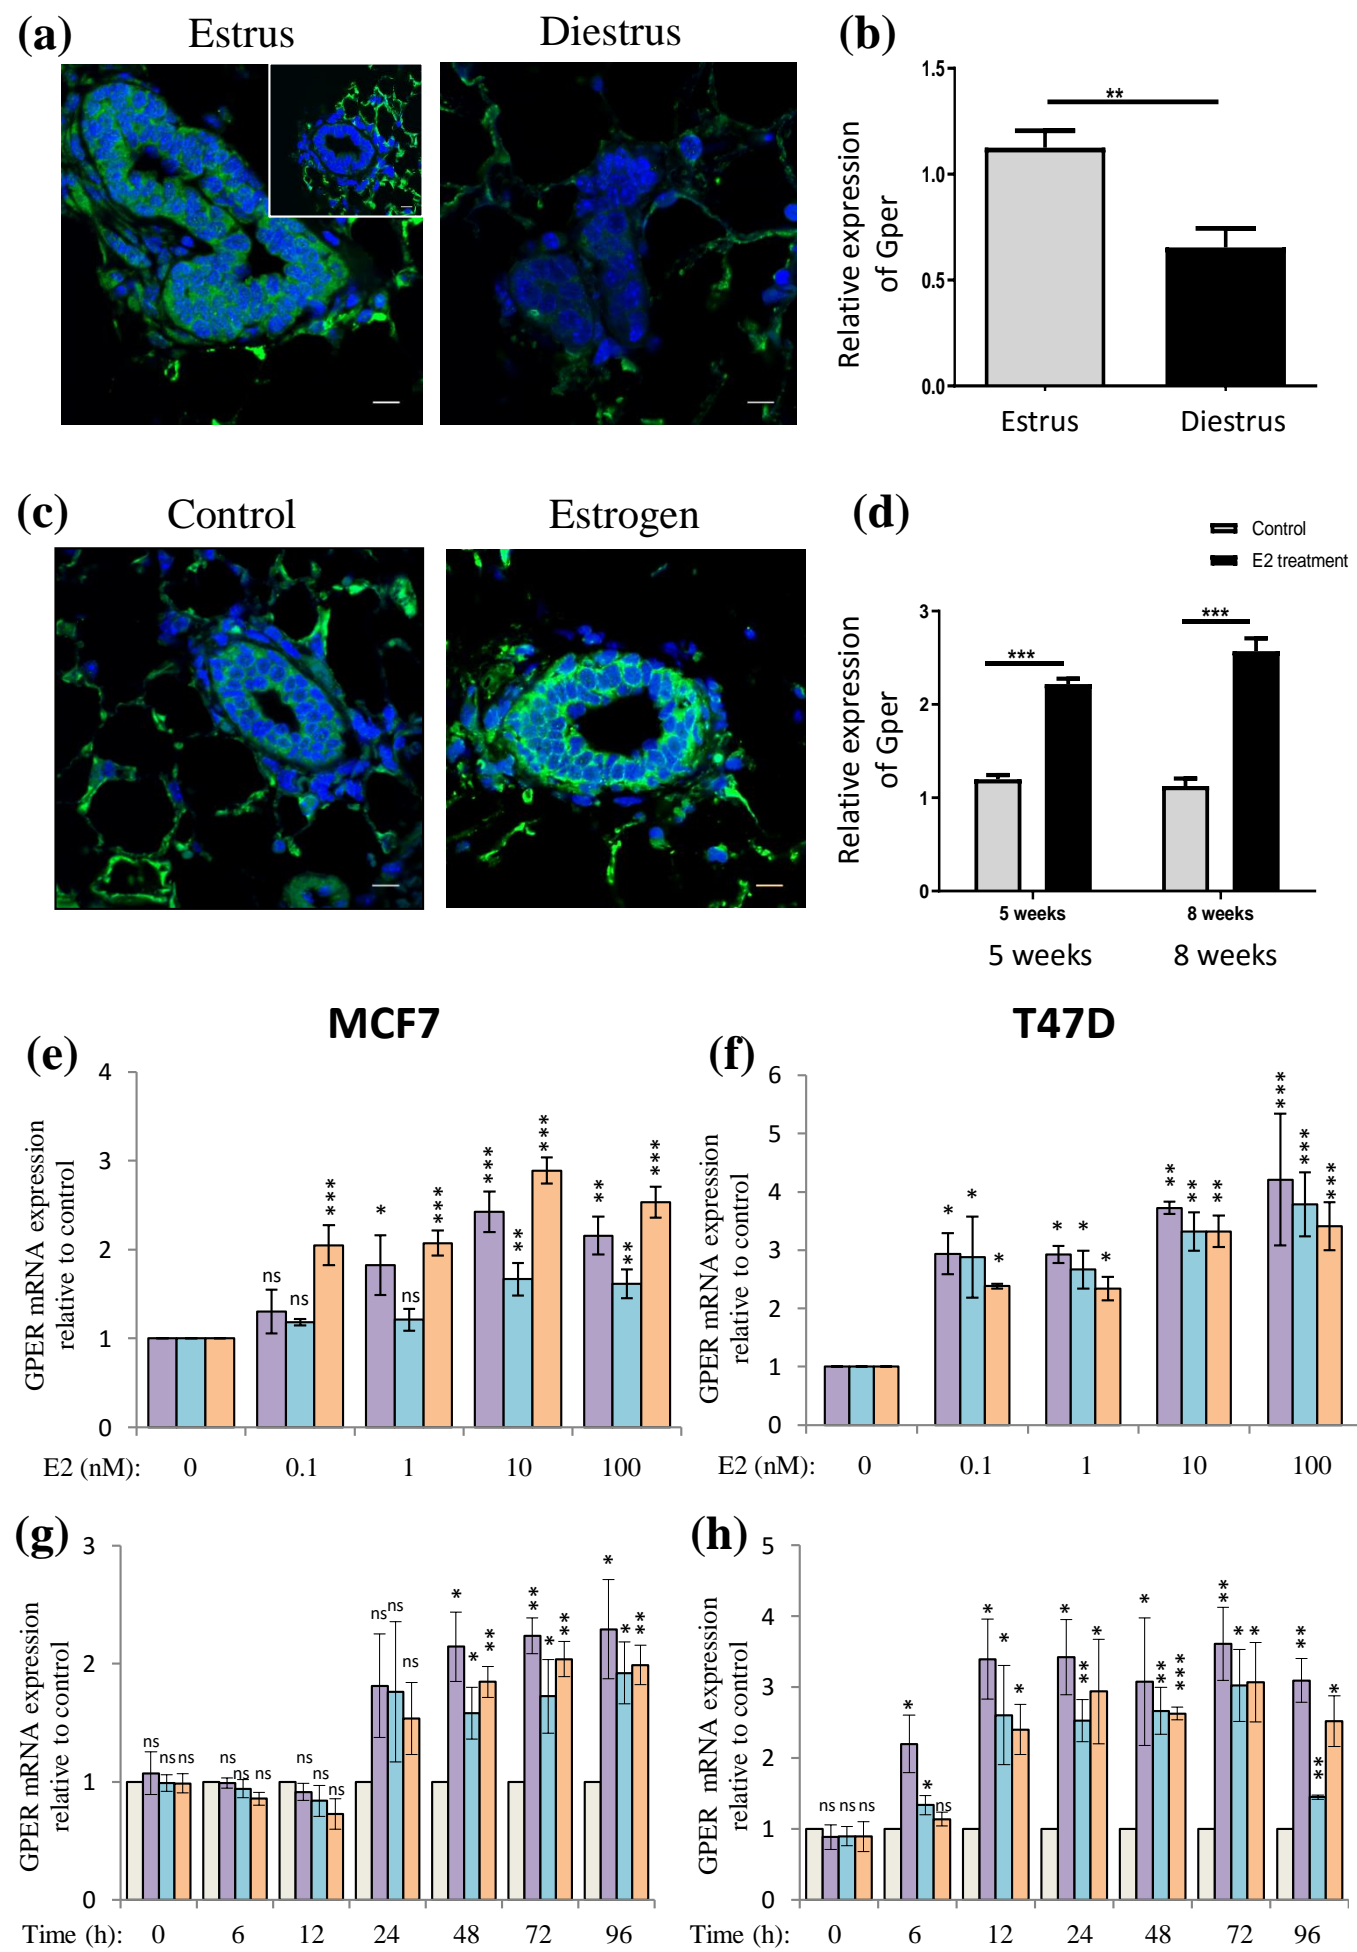 (a) Estrus Diestrus (b)
1.5
**
1.0
Relative expression
of Gper
0.5
0.0
Estrus Diestrus
(c) Control Estrogen (d)
Control
E2 treatment
3
***
***
2
Relative expression
of Gper
1
0
5 weeks 8 weeks
5 weeks 8 weeks
MCF7 T47D
(e)
4
3
2
1
0
GPER mRNA expression
relative to control
ns ns ***
* ns ***
*** ** ***
** ** ***
E2 (nM): 0 0.1 1 10 100
(f)
6
5
4
3
2
1
0
GPER mRNA expression
relative to control
* * *
* * *
** ** **
*** *** ***
E2 (nM): 0 0.1 1 10 100
(g)
3
2
1
0
GPER mRNA expression
relative to control
ns ns ns
ns ns ns
ns ns ns
ns ns ns
* * **
** * **
* * **
Time (h): 0 6 12 24 48 72 96
(h)
5
4
3
2
1
0
GPER mRNA expression
relative to control
ns ns ns
* * ns
* * *
* ** *
* ** ***
** * *
** ** *
Time (h): 0 6 12 24 48 72 96